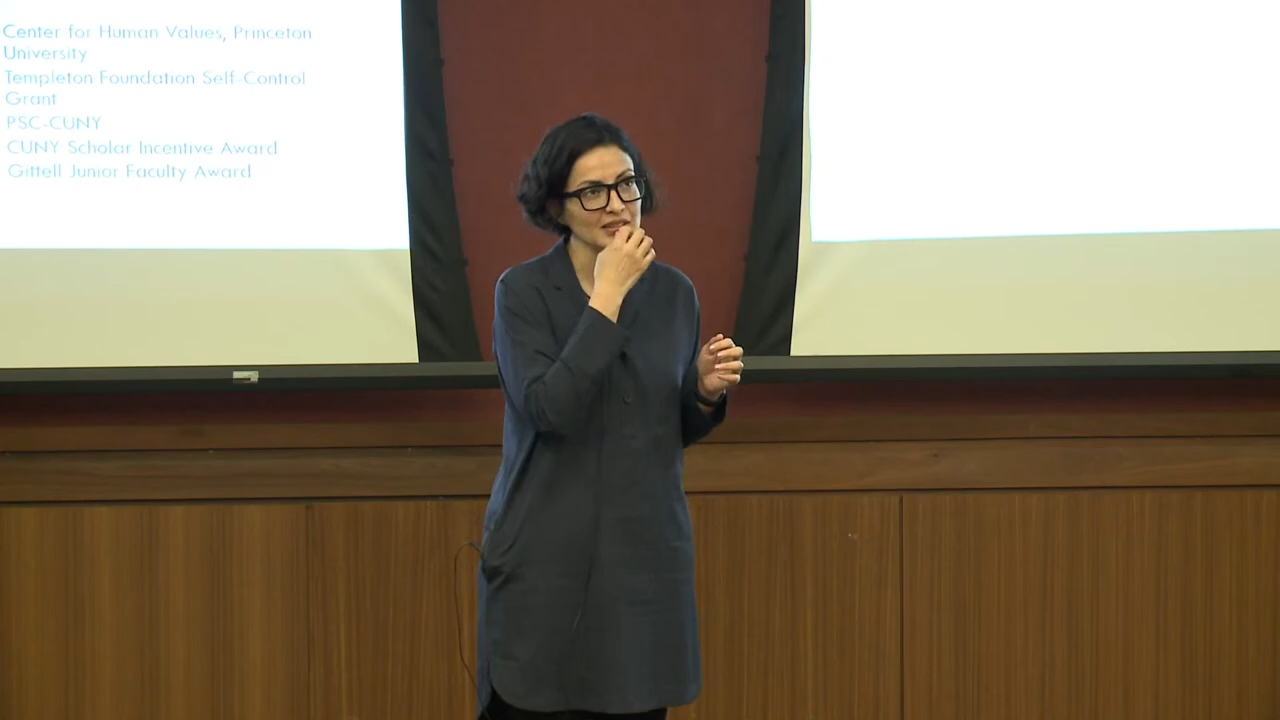 Center for Human Values, Princeton
University
Templeton Foundation Self-Control
Grant
PSC-CUNY
CUNY Scholar Incentive Award
Gittell Junior Faculty Award